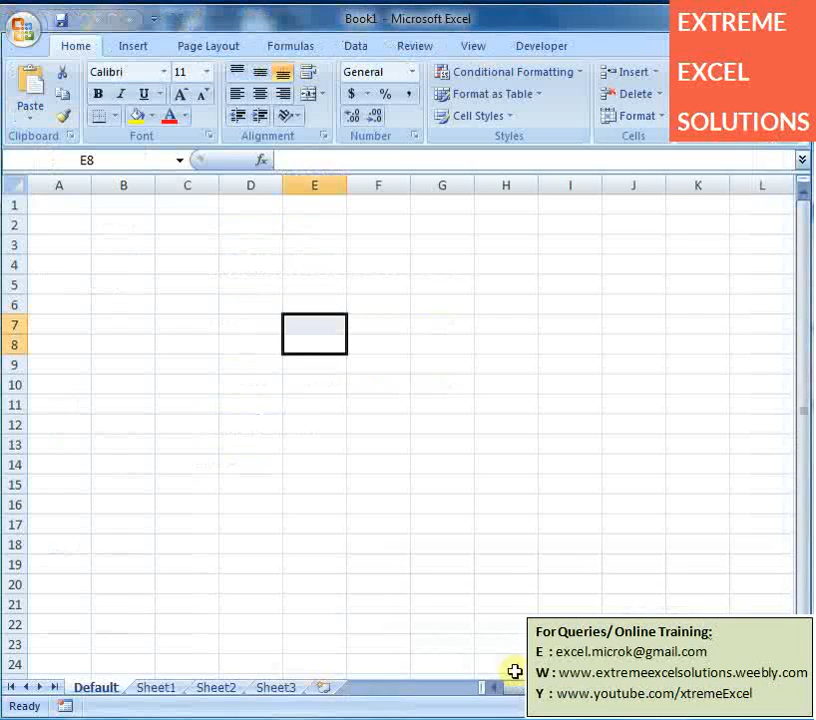 Book1 - Microsoft Excel
EXTREME
EXCEL
SOLUTIONS
Home Insert Page Layout Formulas Data Review View Developer
Paste
Calibri 11
B I U A A
General
$ % ,
Conditional Formatting
Format as Table
Cell Styles
Insert
Delete
Format
Clipboard Font Alignment Number Styles Cells
E8 fx
A B C D E F G H I J K L
1
2
3
4
5
6
7
8
9
10
11
12
13
14
15
16
17
18
19
20
21
22
23
24
For Queries/ Online Training:
E : excel.microk@gmail.com
W : www.extremeexcelsolutions.weebly.com
Y : www.youtube.com/xtremeExcel
Default Sheet1 Sheet2 Sheet3
Ready